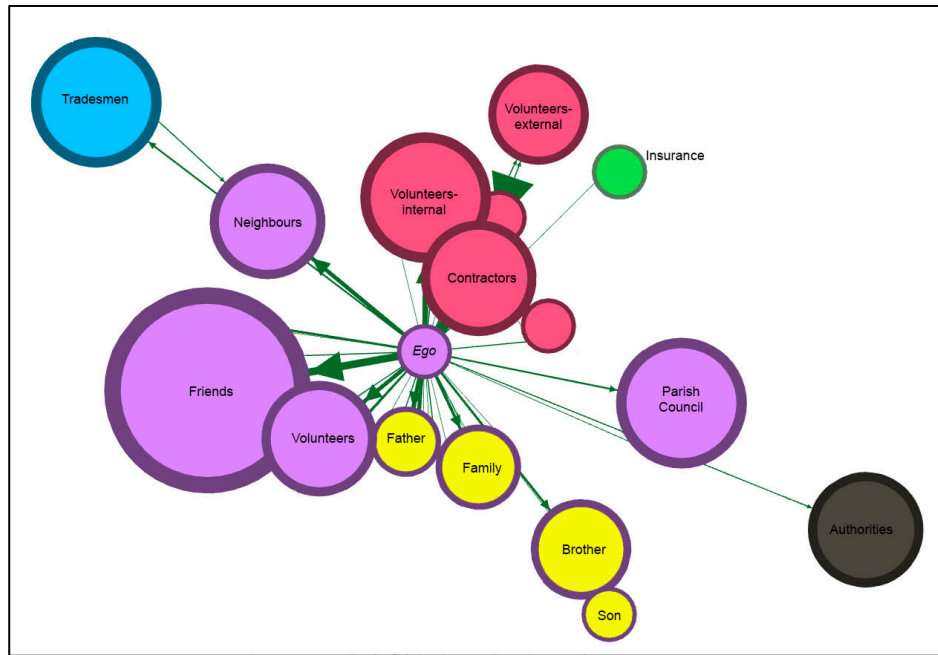 Tradesmen
Volunteers-
external
Insurance
Volunteers-
internal
Neighbours
Contractors
Ego
Friends
Parish
Council
Volunteers
Father
Family
Authorities
Brother
Son